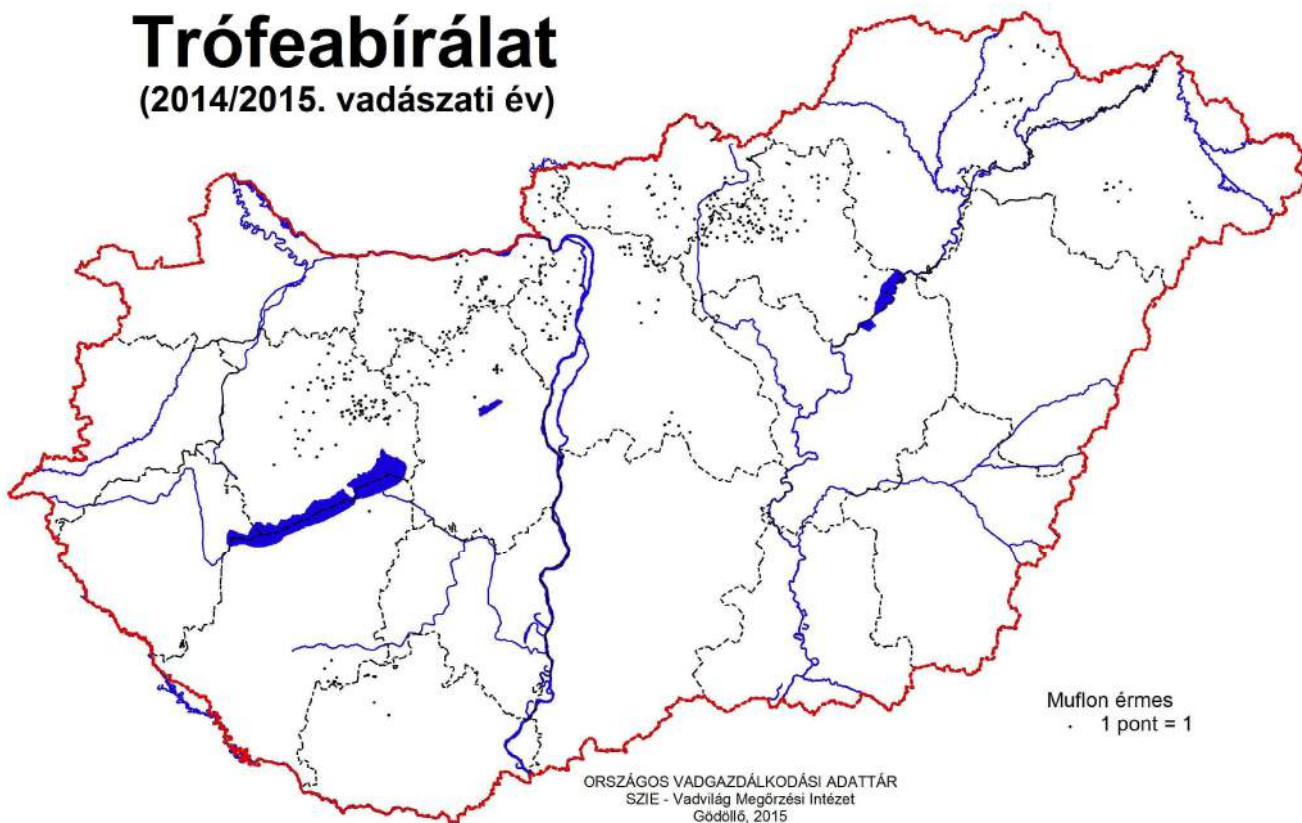 Trófeabírálat
(2014/2015. vadászati év)
Muflon érmes
1 pont = 1
ORSZÁGOS VADGAZDÁLKODÁSI ADATTÁR
SZIE - Vadvilág Megőrzési Intézet
Gödöllő, 2015